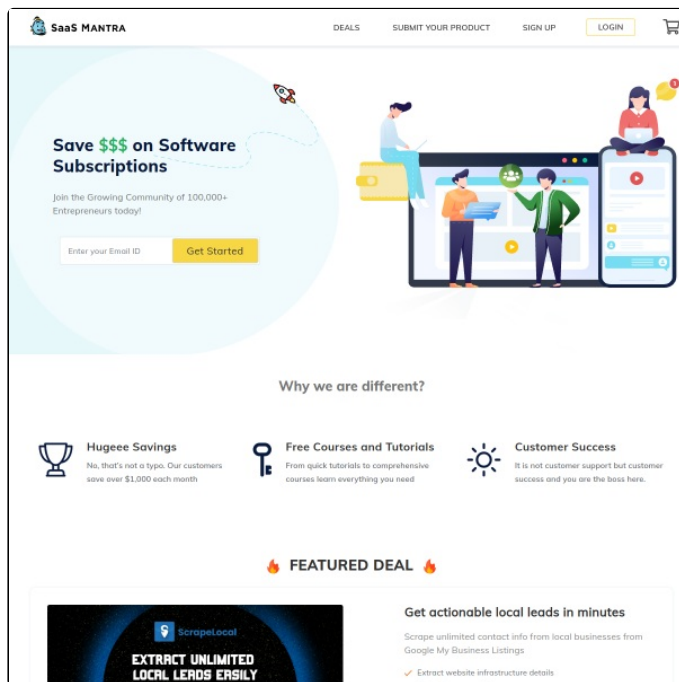 SaaS MANTRA
DEALS
SUBMIT YOUR PRODUCT
SIGN UP
LOGIN
1
Save $$$ on Software
Subscriptions
Join the Growing Community of 100,000+
Entrepreneurs today!
Enter your Email ID
Get Started
Why we are different?
Hugeee Savings
No, that's not a typo. Our customers
save over $1,000 each month
Free Courses and Tutorials
From quick tutorials to comprehensive
courses learn everything you need
Customer Success
It is not customer support but customer
success and you are the boss here.
🔥 FEATURED DEAL 🔥
ScrapeLocal
EXTRACT UNLIMITED
LOCAL LEADS EASILY
Get actionable local leads in minutes
Scrape unlimited contact info from local businesses from
Google My Business Listings
✓ Extract website infrastructure details